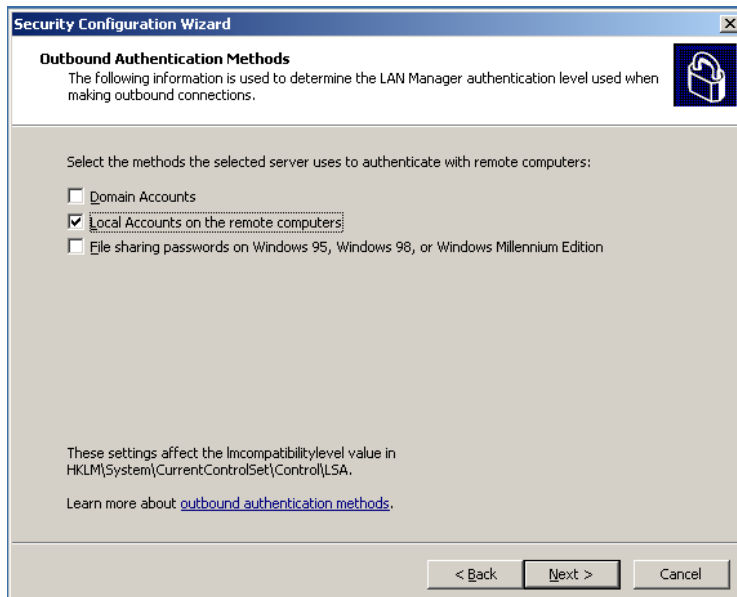 Security Configuration Wizard
Outbound Authentication Methods
The following information is used to determine the LAN Manager authentication level used when
making outbound connections.
Select the methods the selected server uses to authenticate with remote computers:
Domain Accounts
Local Accounts on the remote computers
File sharing passwords on Windows 95, Windows 98, or Windows Millennium Edition
These settings affect the lmcompatibilitylevel value in
HKLM\System\CurrentControlSet\Control\LSA.
Learn more about outbound authentication methods.
< Back
Next >
Cancel